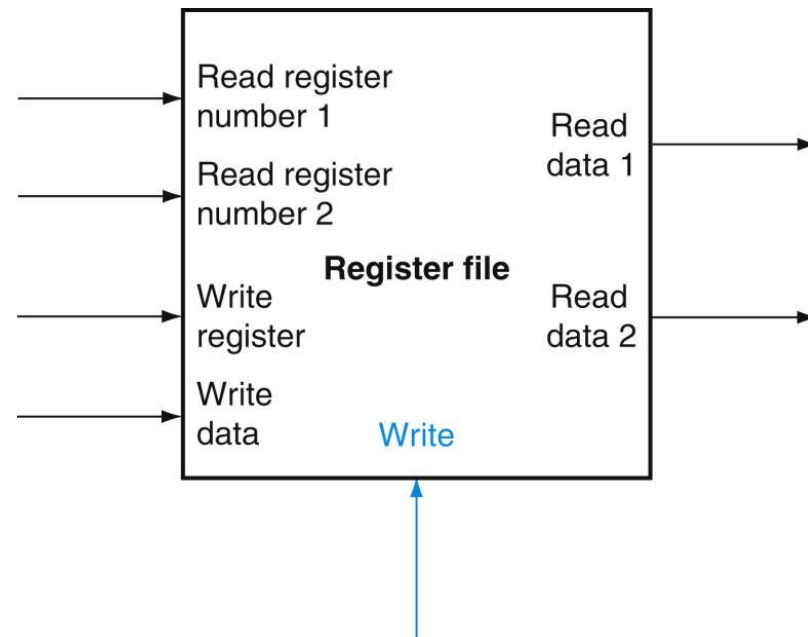 Read register
number 1
Read
data 1
Read register
number 2
Register file
Write
register
Read
data 2
Write
data
Write